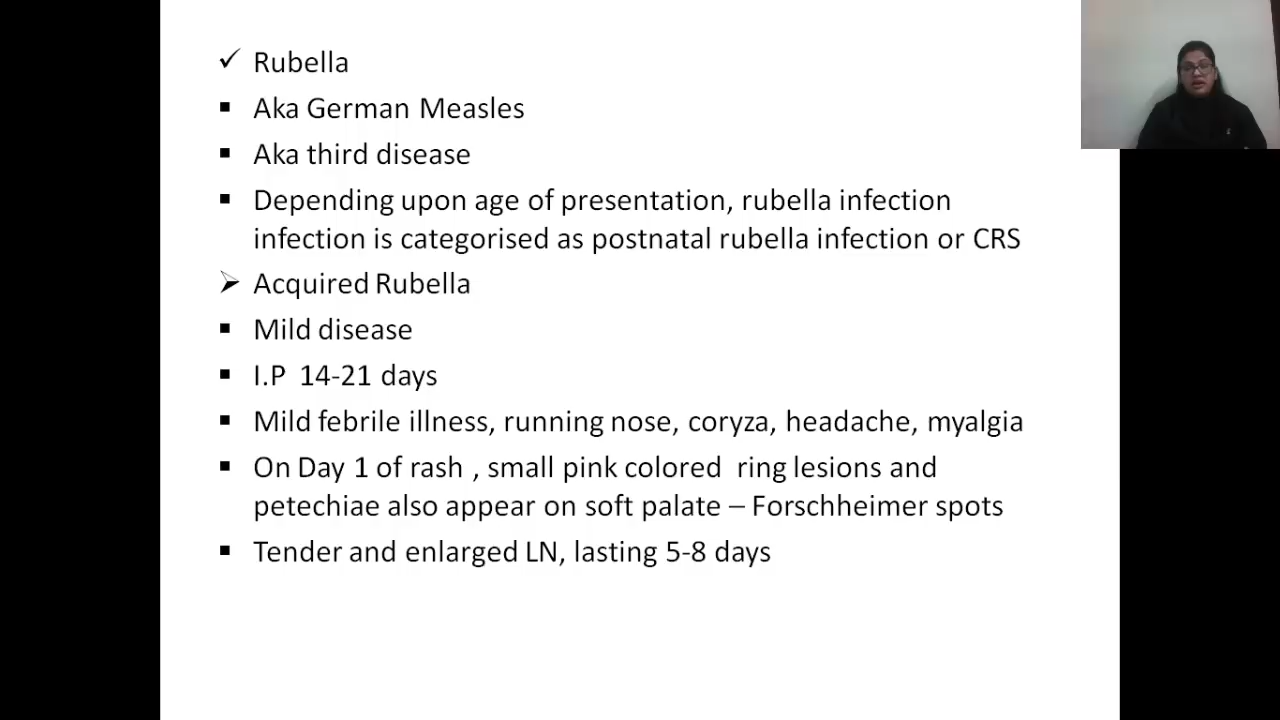 Rubella
Aka German Measles
Aka third disease
Depending upon age of presentation, rubella infection
infection is categorised as postnatal rubella infection or CRS
Acquired Rubella
Mild disease
I.P 14-21 days
Mild febrile illness, running nose, coryza, headache, myalgia
On Day 1 of rash , small pink colored ring lesions and
petechiae also appear on soft palate – Forschheimer spots
Tender and enlarged LN, lasting 5-8 days